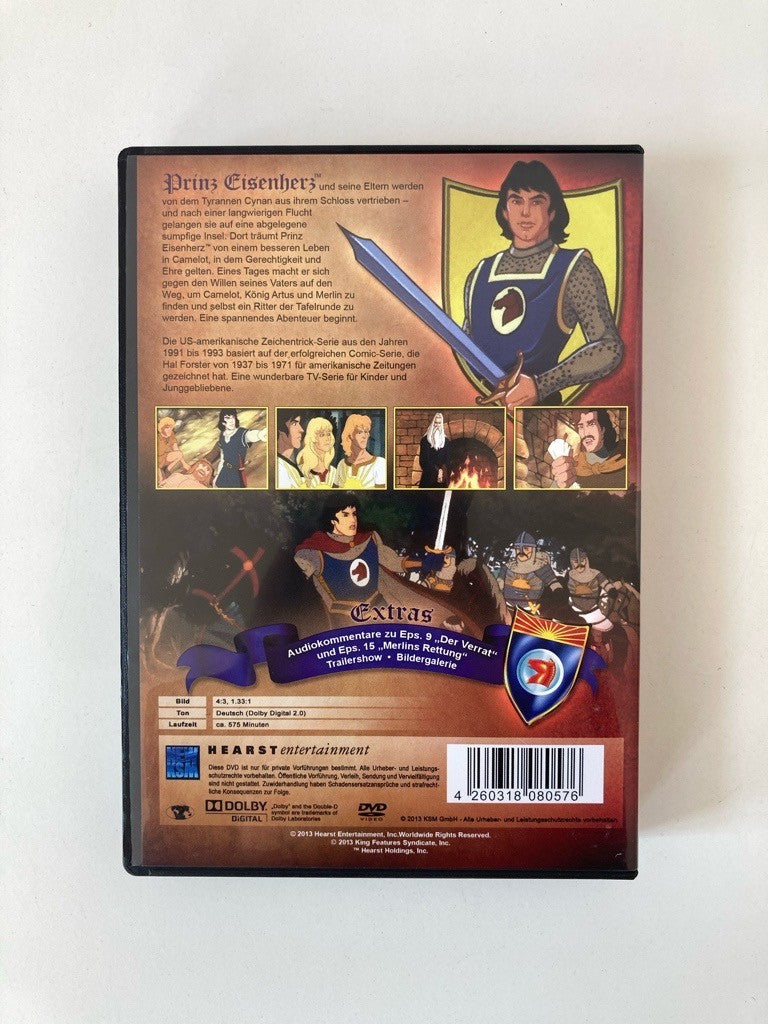 Prinz Eisenherz™ und seine Eltern werden
von dem Tyrannen Cynan aus ihrem Schloss vertrieben –
und nach einer langwierigen Flucht
gelangen sie auf eine abgelegene
sumpfige Insel. Dort träumt Prinz
Eisenherz™ von einem besseren Leben
in Camelot, in dem Gerechtigkeit und
Ehre gelten. Eines Tages macht er sich
gegen den Willen seines Vaters auf den
Weg, um Camelot, König Artus und Merlin zu
finden und selbst ein Ritter der Tafelrunde zu
werden. Eine spannendes Abenteuer beginnt.
Die US-amerikanische Zeichentrick-Serie aus den Jahren
1991 bis 1993 basiert auf der erfolgreichen Comic-Serie, die
Hal Forster von 1937 bis 1971 für amerikanische Zeitungen
gezeichnet hat. Eine wunderbare TV-Serie für Kinder und
Junggebliebene.
Extras
Audiokommentare zu Eps. 9 „Der Verrat“
und Eps. 15 „Merlins Rettung“
Trailershow • Bildergalerie
Bild 4:3, 1.33:1
Ton Deutsch (Dolby Digital 2.0)
Laufzeit ca. 575 Minuten
KSM HEARST entertainment
Diese DVD ist nur für private Vorführungen bestimmt. Alle Urheber- und Leistungs-
schutzrechte vorbehalten. Öffentliche Vorführung, Verleih, Sendung und Vervielfältigung
sind nicht gestattet. Zuwiderhandlung haben Schadensersatzansprüche und strafrecht-
liche Konsequenzen zur Folge.
4 260318 080576
DOLBY DIGITAL
„Dolby“ and the Double-D
symbol are trademarks of
Dolby Laboratories
DVD VIDEO
© 2013 KSM GmbH - Alle Urheber- und Leistungsschutzrechte vorbehalten
© 2013 Hearst Entertainment, Inc. Worldwide Rights Reserved.
© 2013 King Features Syndicate, Inc.
™ Hearst Holdings, Inc.